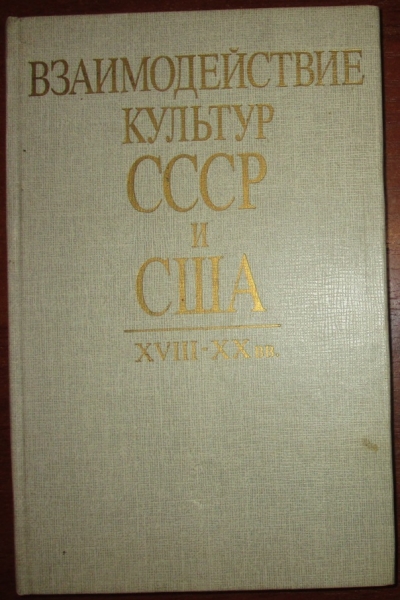 ВЗАИМОДЕЙСТВИЕ
КУЛЬТУР
СССР
И
США
XVIII-XX вв.